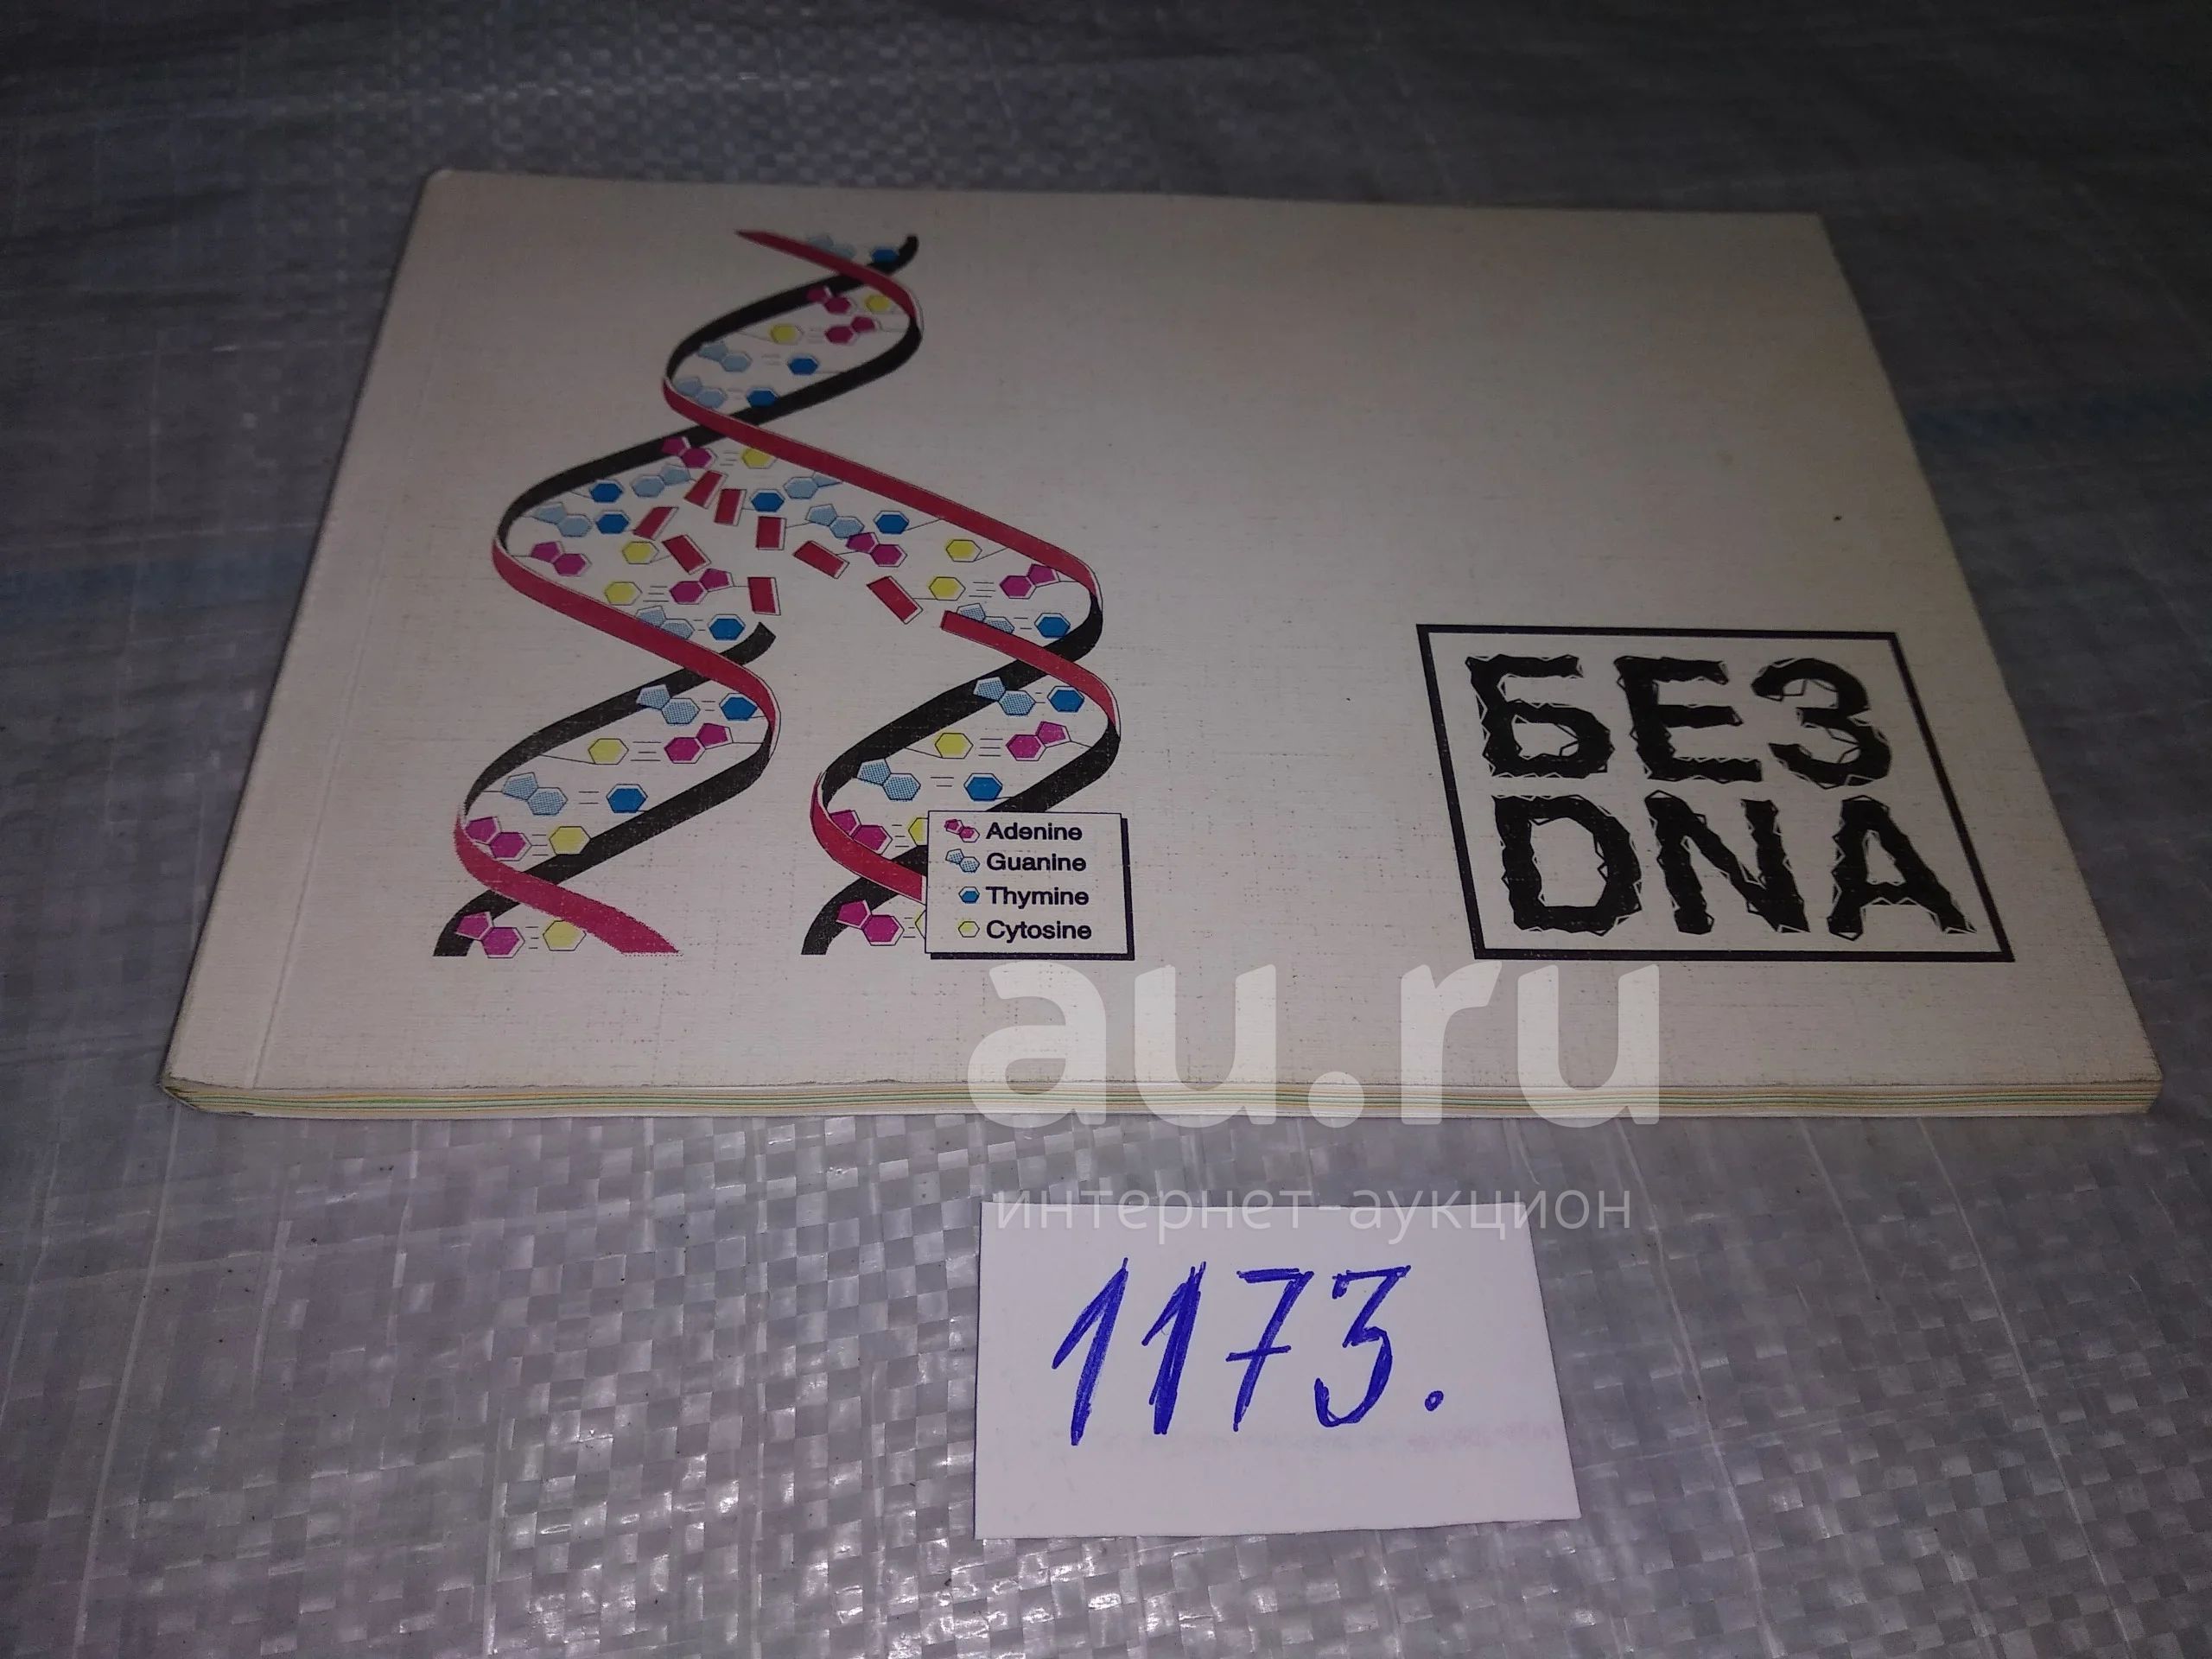 БЕЗ
DNA
Adenine
Guanine
Thymine
Cytosine
au.ru
интернет-аукцион
1173.